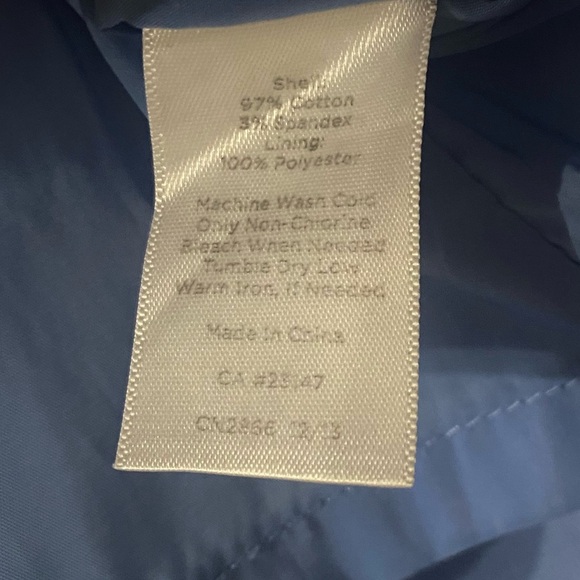 Shell:
97% Cotton
3% Spandex
Lining:
100% Polyester
Machine Wash Cold
Only Non-Chlorine
Bleach When Needed
Tumble Dry Low
Warm Iron, If Needed
Made In China
CA #23147
CN2866 12/13